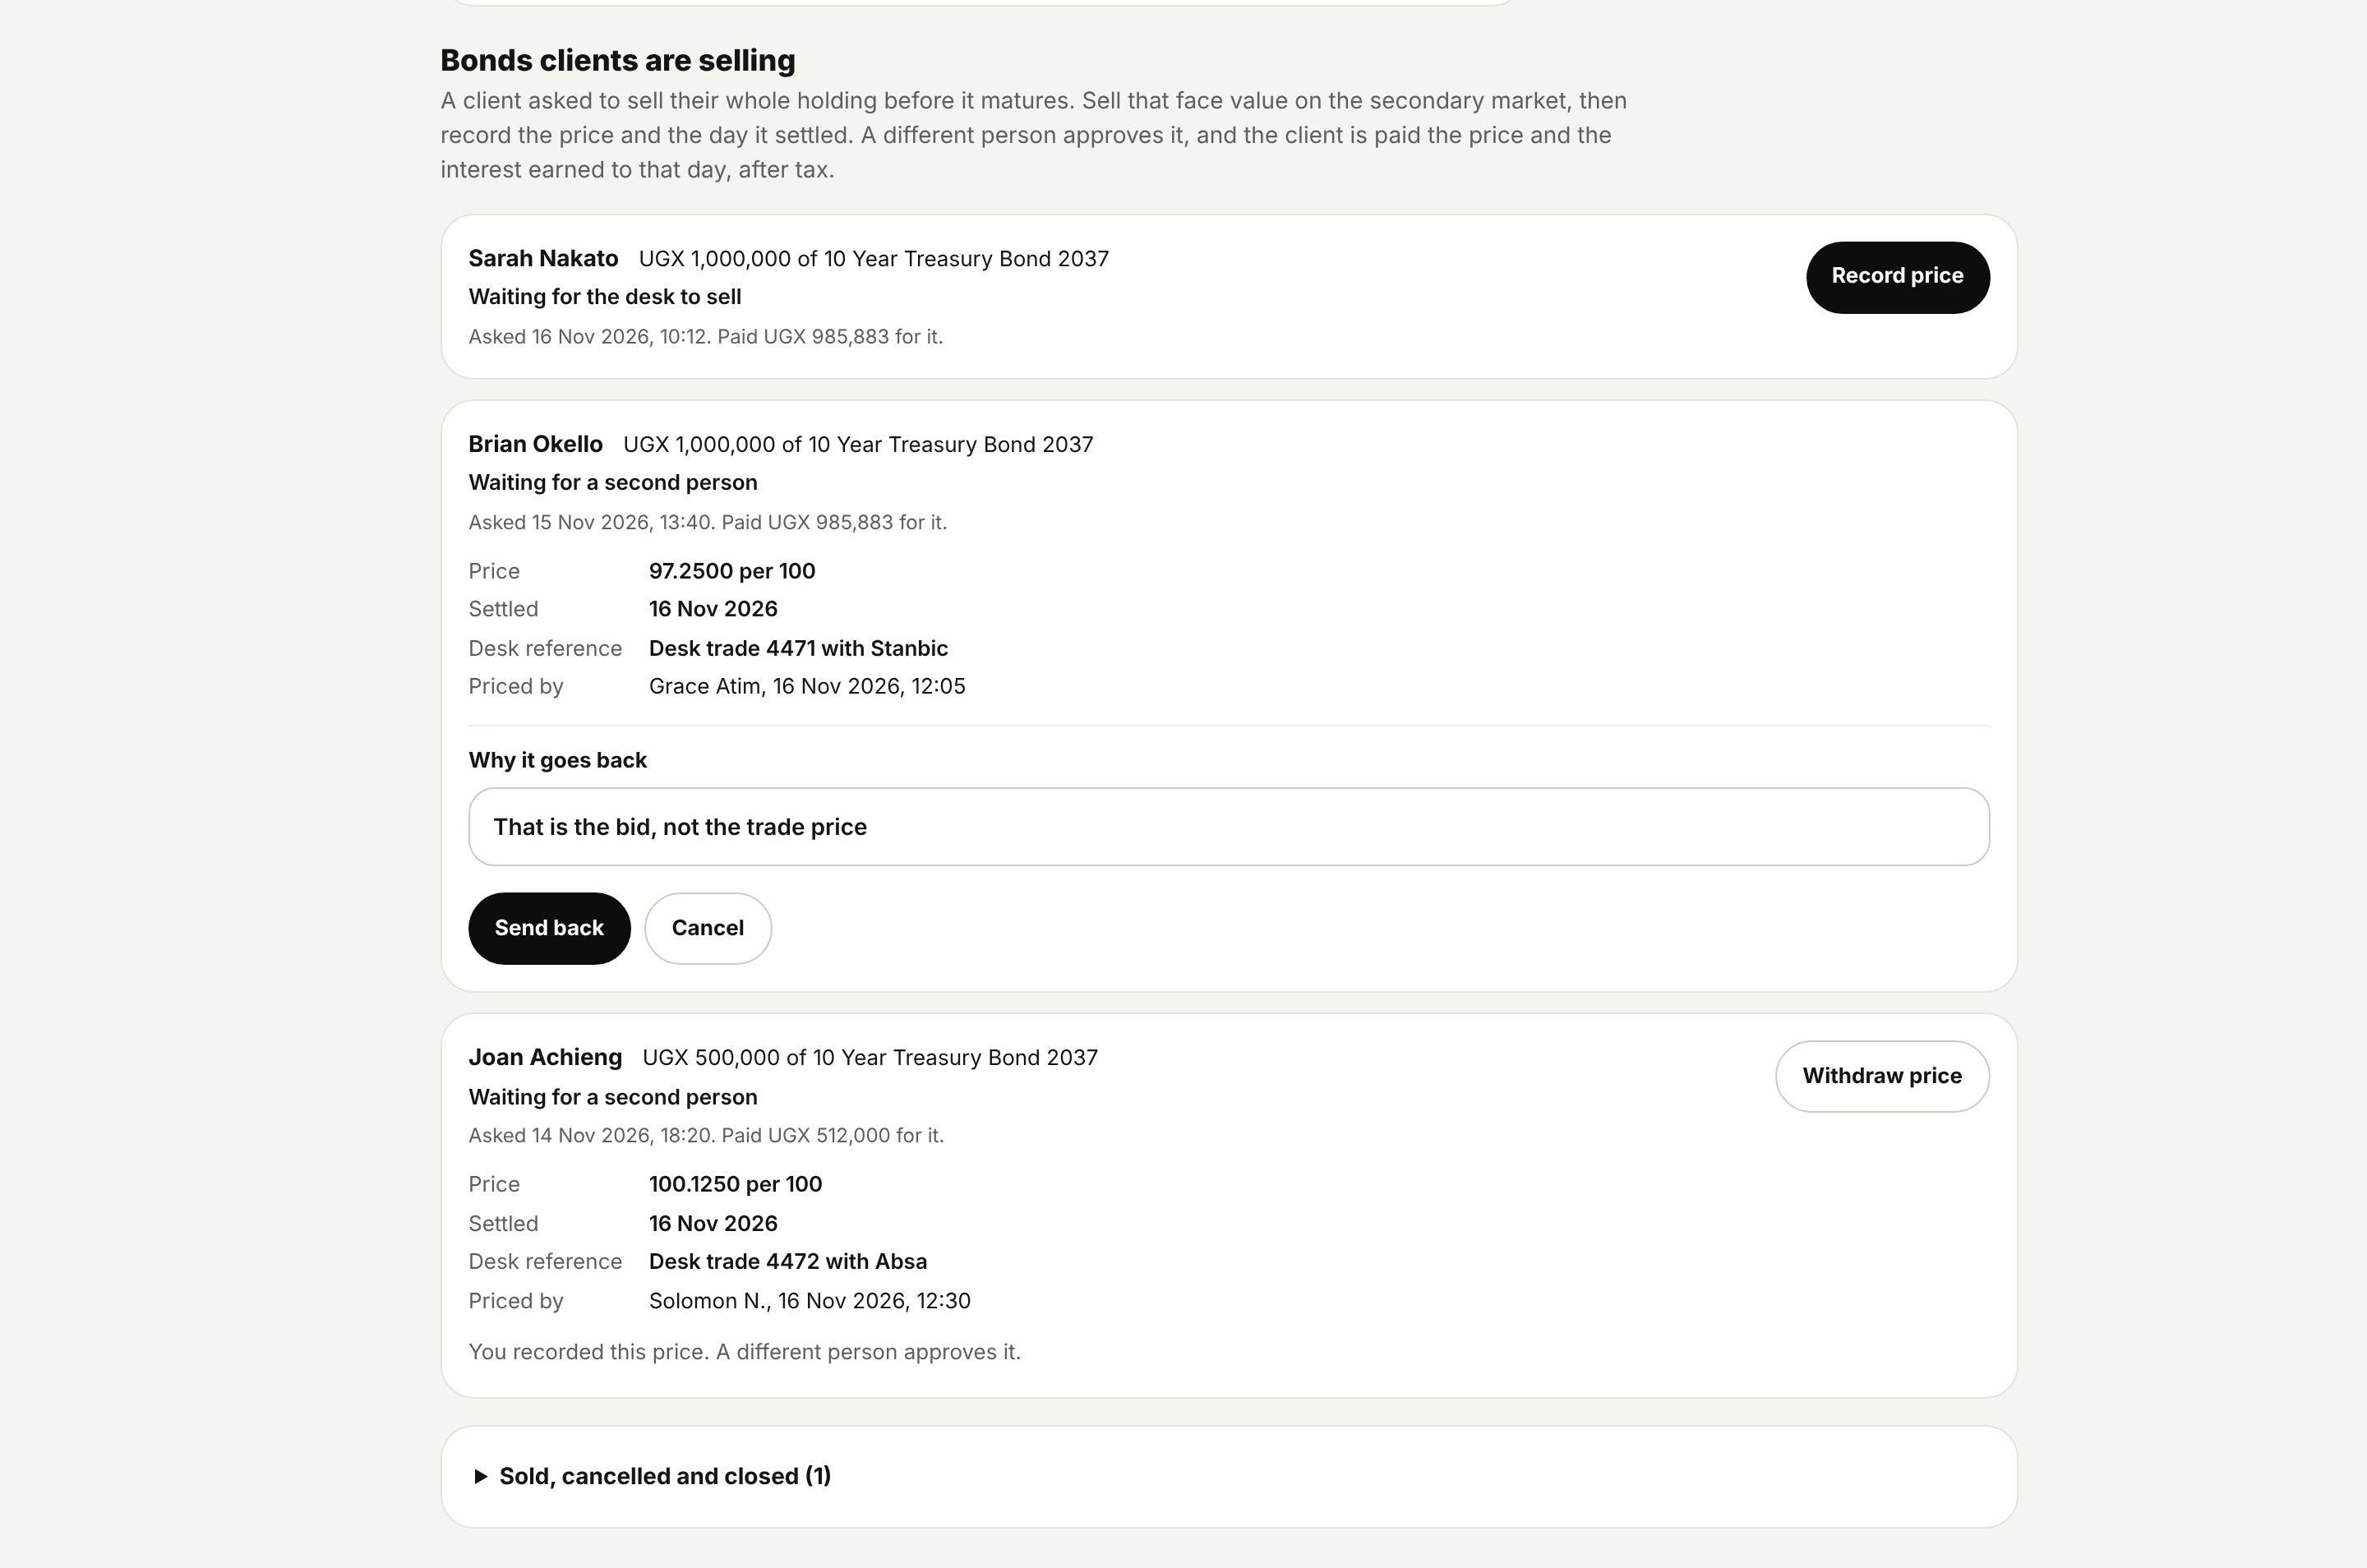 Bonds clients are selling
A client asked to sell their whole holding before it matures. Sell that face value on the secondary market, then
record the price and the day it settled. A different person approves it, and the client is paid the price and the
interest earned to that day, after tax.
Sarah Nakato UGX 1,000,000 of 10 Year Treasury Bond 2037
Record price
Waiting for the desk to sell
Asked 16 Nov 2026, 10:12. Paid UGX 985,883 for it.
Brian Okello UGX 1,000,000 of 10 Year Treasury Bond 2037
Waiting for a second person
Asked 15 Nov 2026, 13:40. Paid UGX 985,883 for it.
Price 97.2500 per 100
Settled 16 Nov 2026
Desk reference Desk trade 4471 with Stanbic
Priced by Grace Atim, 16 Nov 2026, 12:05
Why it goes back
That is the bid, not the trade price
Send back Cancel
Joan Achieng UGX 500,000 of 10 Year Treasury Bond 2037
Withdraw price
Waiting for a second person
Asked 14 Nov 2026, 18:20. Paid UGX 512,000 for it.
Price 100.1250 per 100
Settled 16 Nov 2026
Desk reference Desk trade 4472 with Absa
Priced by Solomon N., 16 Nov 2026, 12:30
You recorded this price. A different person approves it.
Sold, cancelled and closed (1)